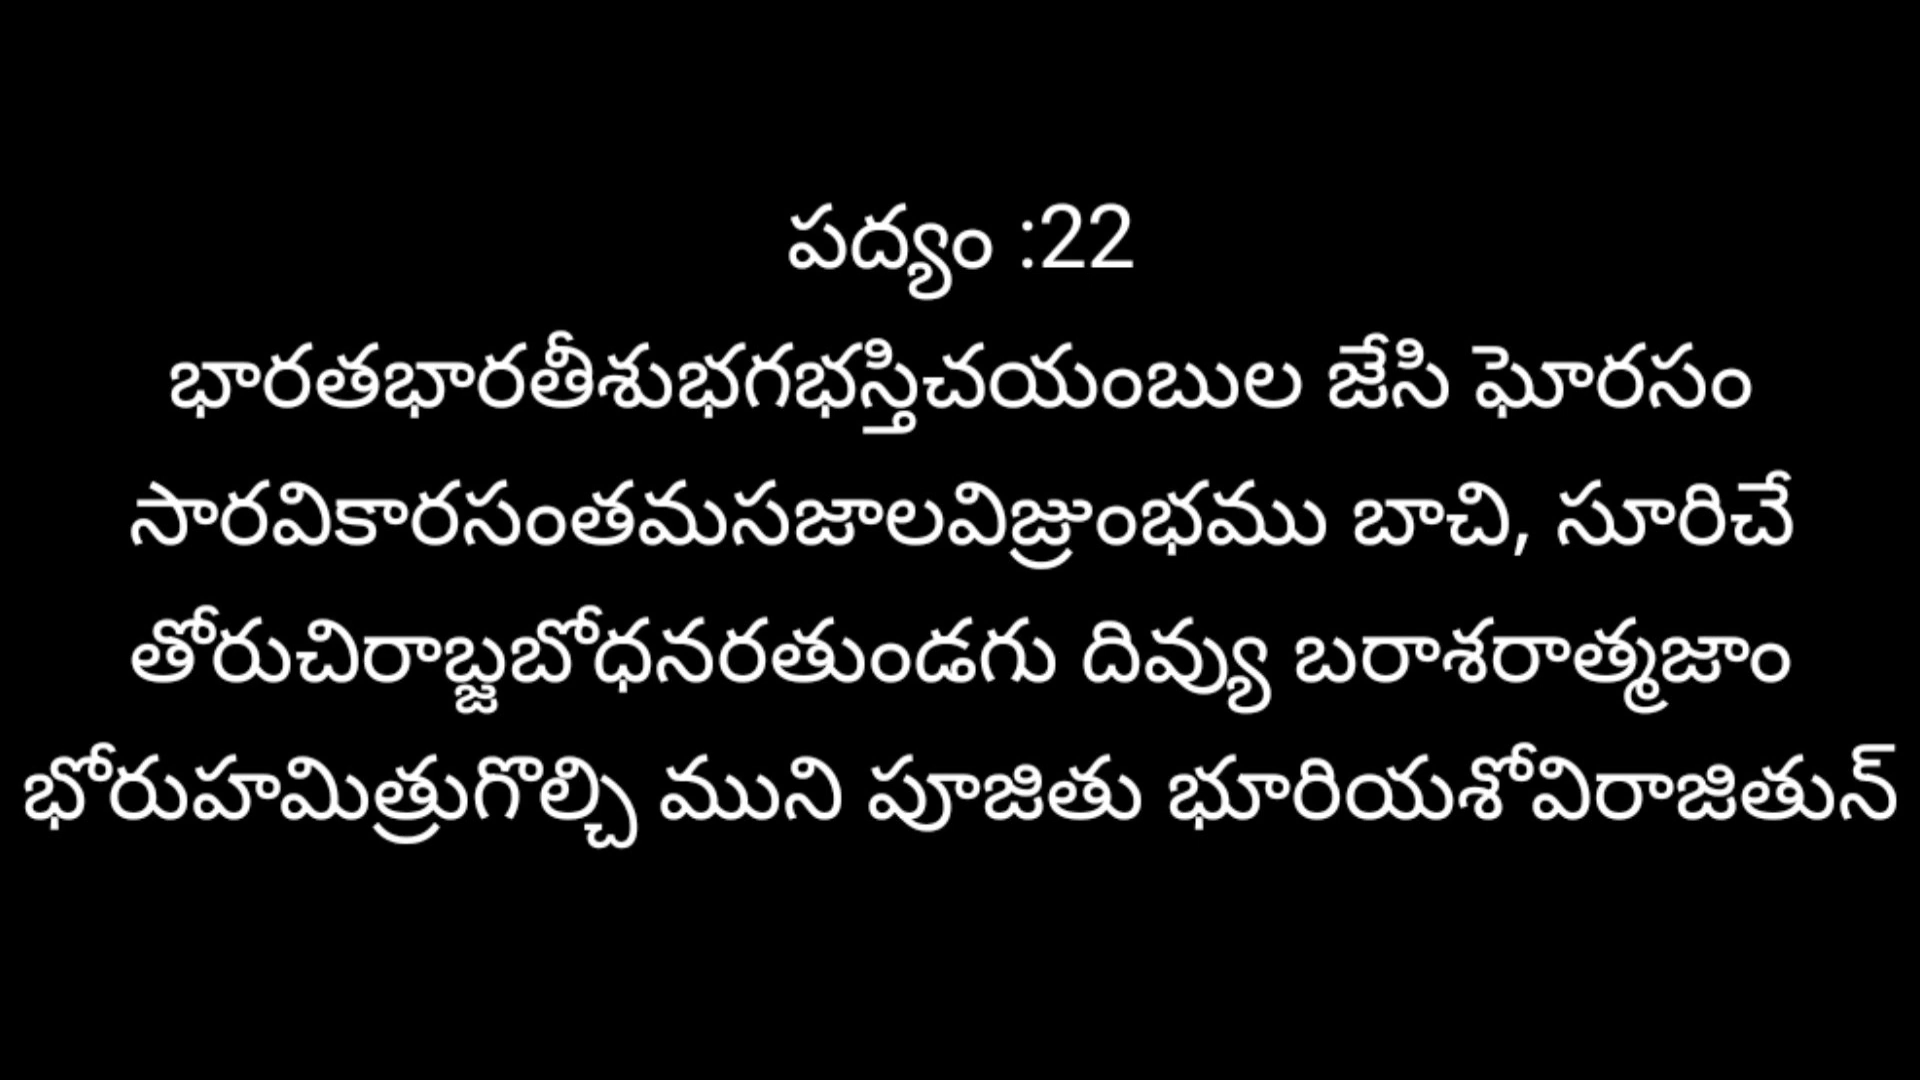 పద్యం :22
భారతభారతీశుభగభస్తిచయంబుల జేసి ఘోరసం
సారవికారసంతమసజాలవిజ్రుంభము బాచి, సూరిచే
తోరుచిరాబ్జబోధనరతుండగు దివ్యు బరాశరాత్మజాం
భోరుహమిత్రుగొల్చి ముని పూజితు భూరియశోవిరాజితున్